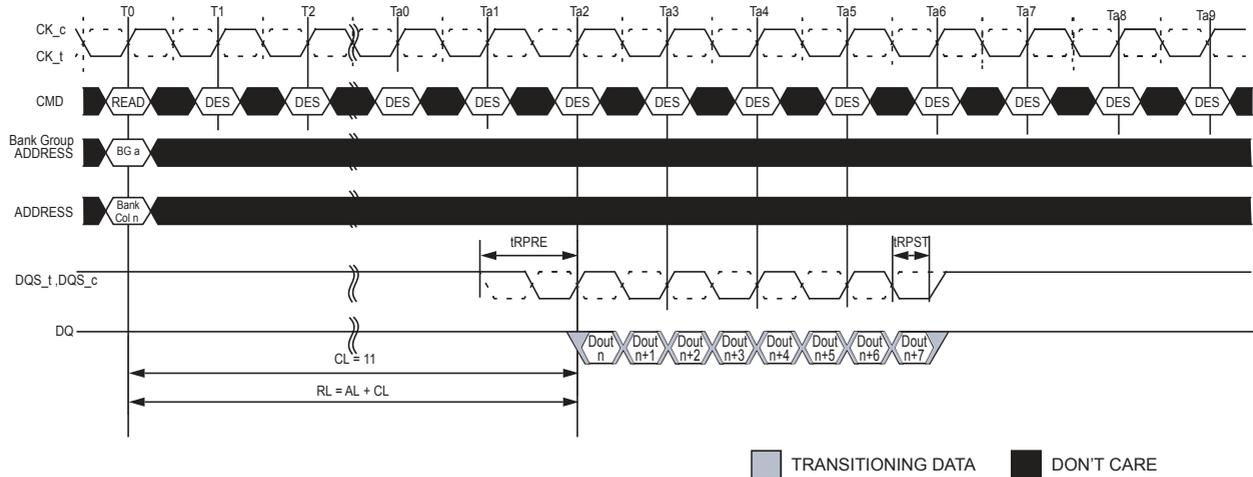 T0 T1 T2 Ta0 Ta1 Ta2 Ta3 Ta4 Ta5 Ta6 Ta7 Ta8 Ta9
CK_c
CK_t
CMD READ DES DES DES DES DES DES DES DES DES DES DES DES
Bank Group
ADDRESS
BG a
ADDRESS
Bank
Col n
tRPRE tRPST
DQS_t ,DQS_c
DQ
Dout Dout Dout Dout Dout Dout Dout Dout
n n+1 n+2 n+3 n+4 n+5 n+6 n+7
CL = 11
RL = AL + CL
TRANSITIONING DATA DON'T CARE